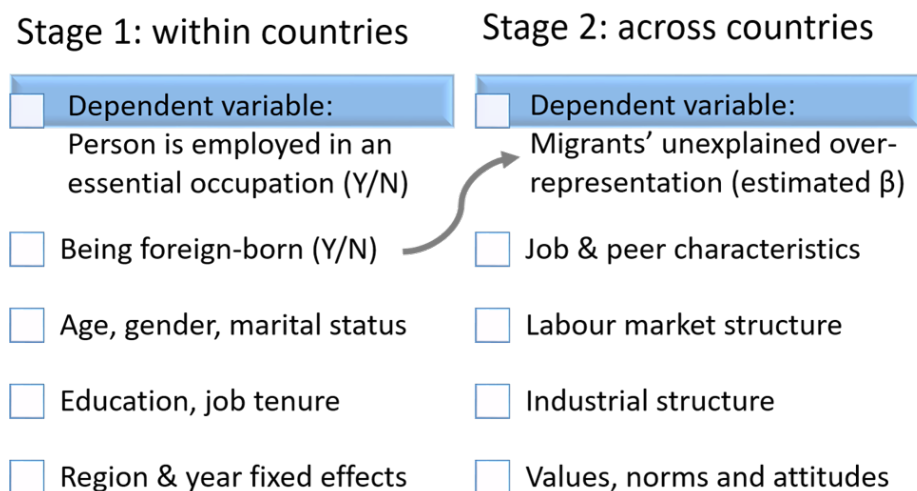 Stage 1: within countries
Dependent variable:
Person is employed in an
essential occupation (Y/N)
Being foreign-born (Y/N)
Age, gender, marital status
Education, job tenure
Region & year fixed effects
Stage 2: across countries
Dependent variable:
Migrants’ unexplained over-
representation (estimated β)
Job & peer characteristics
Labour market structure
Industrial structure
Values, norms and attitudes